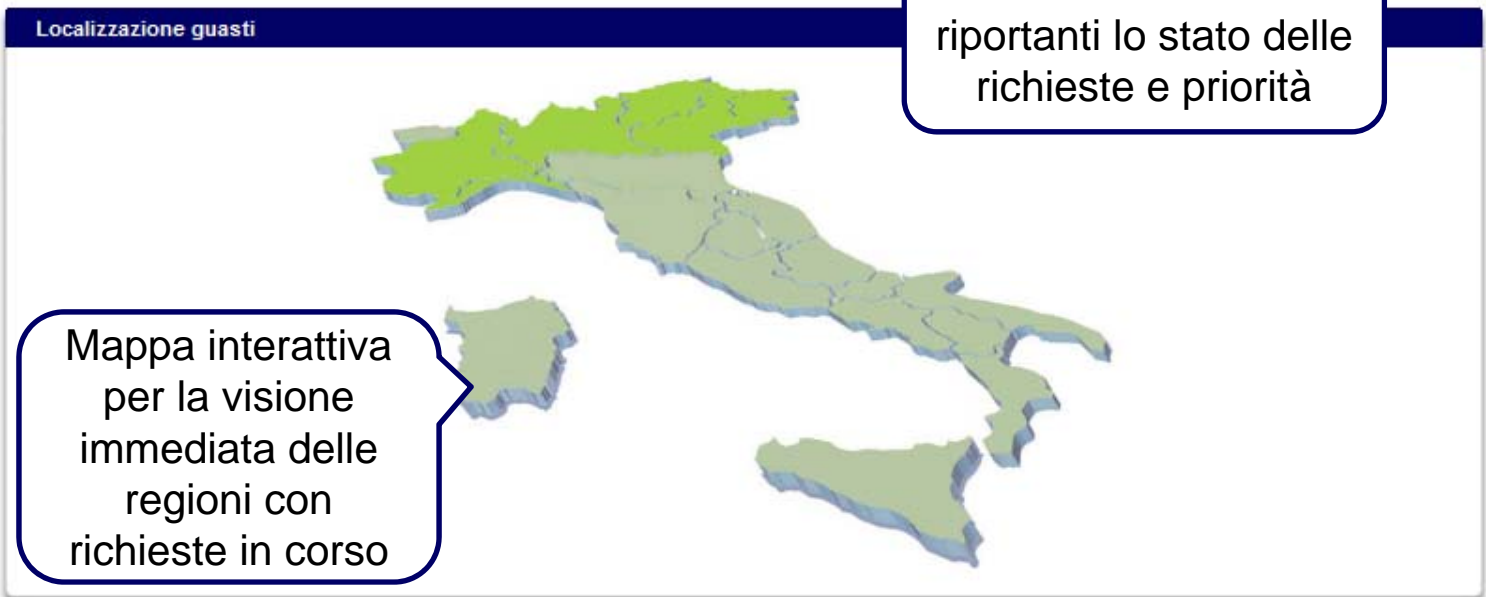 Localizzazione guasti
riportanti lo stato delle
richieste e priorità
Mappa interattiva
per la visione
immediata delle
regioni con
richieste in corso